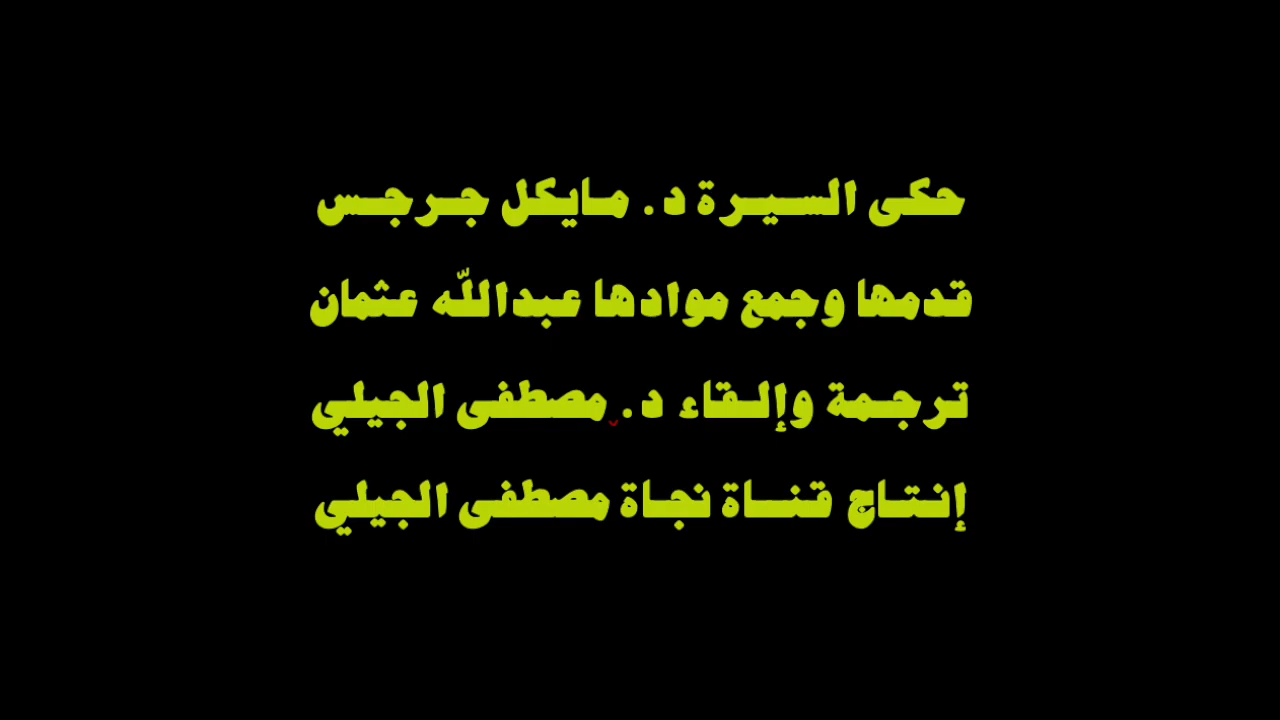 حكى السيرة د. مايكل جرجس
قدمها وجمع موادها عبدالله عثمان
ترجمة وإلقاء د. مصطفى الجيلي
إنتاج قناة نجاة مصطفى الجيلي